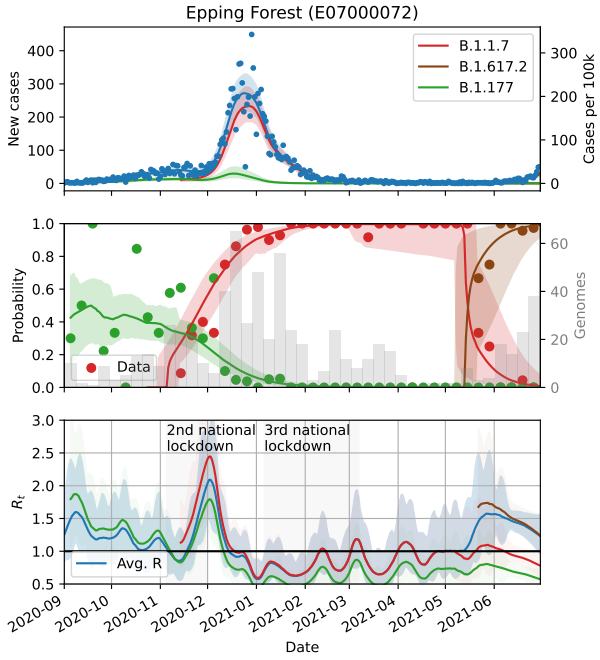 Epping Forest (E07000072)
400
300
200
100
0
New cases
B.1.1.7
B.1.617.2
B.1.177
300
200
100
0
Cases per 100k
1.0
0.8
0.6
0.4
0.2
0.0
Probability
Data
60
40
20
0
Genomes
3.0
2.5
2.0
1.5
1.0
0.5
Rt
2nd national
lockdown
3rd national
lockdown
Avg. R
2020-09
2020-10
2020-11
2020-12
2021-01
2021-02
2021-03
2021-04
2021-05
2021-06
Date